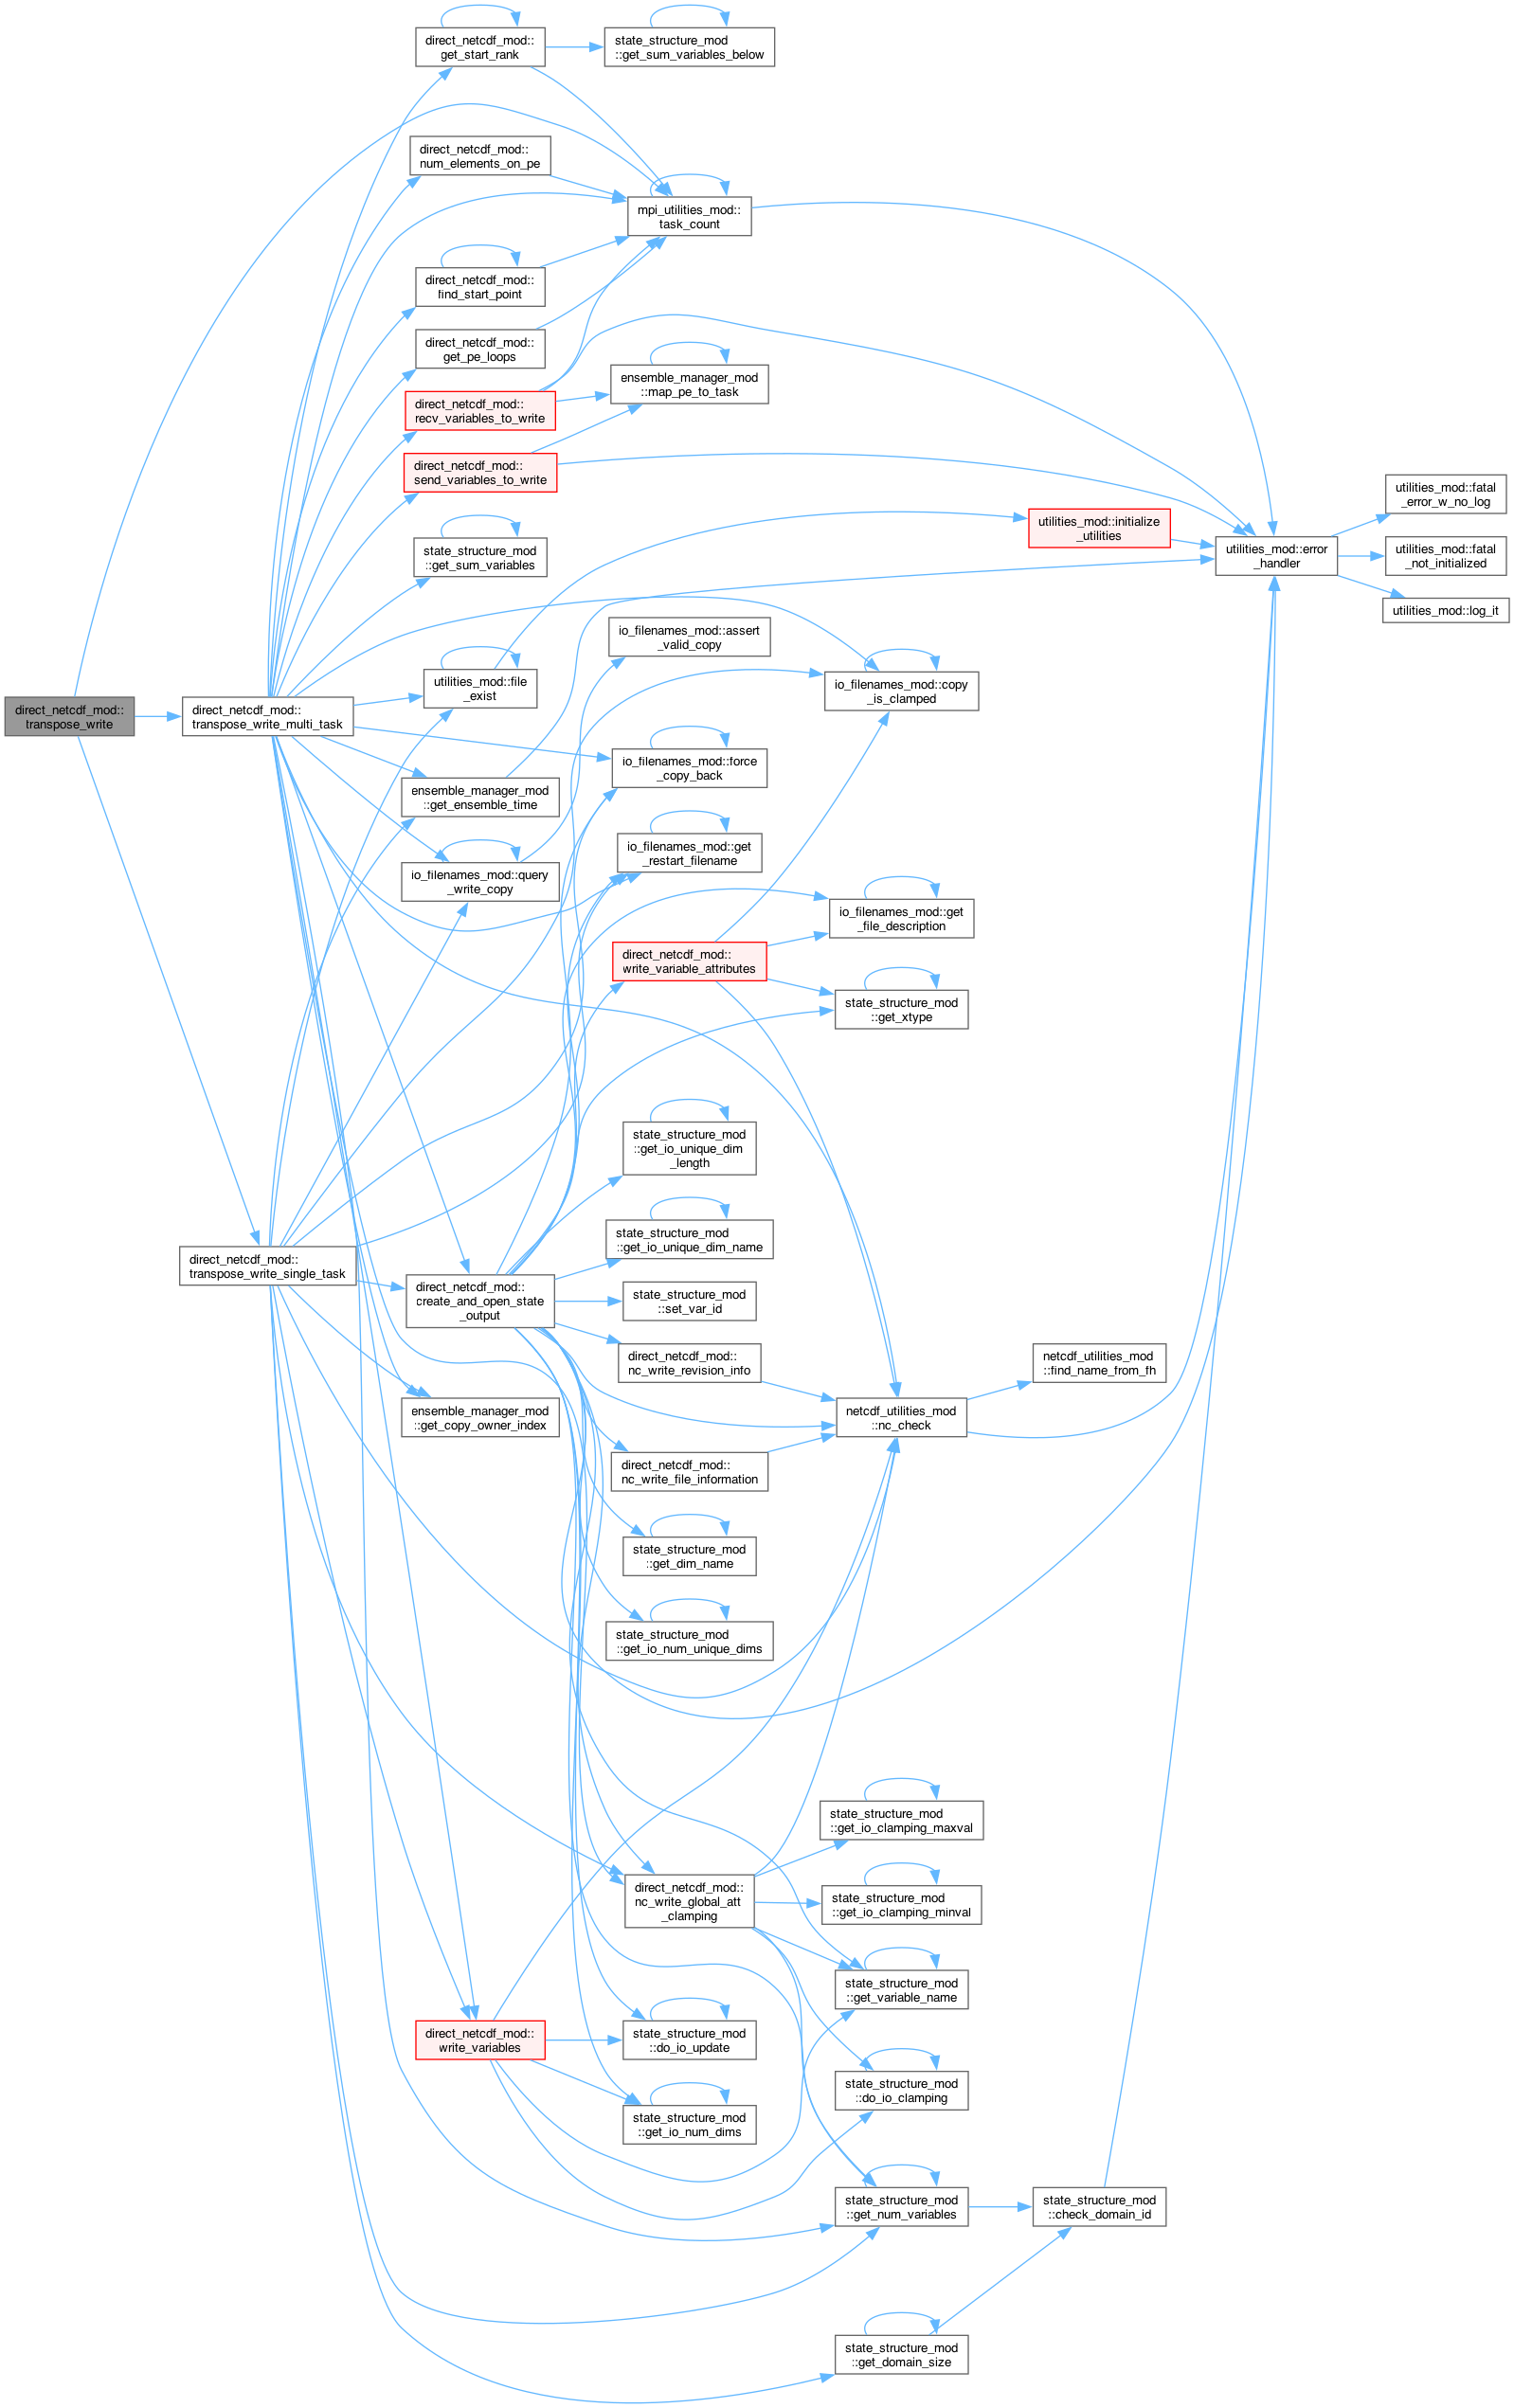 direct_netcdf_mod::
transpose_write
direct_netcdf_mod::
transpose_write_multi_task
direct_netcdf_mod::
transpose_write_single_task
direct_netcdf_mod::
get_start_rank
direct_netcdf_mod::
num_elements_on_pe
direct_netcdf_mod::
find_start_point
direct_netcdf_mod::
get_pe_loops
direct_netcdf_mod::
recv_variables_to_write
direct_netcdf_mod::
send_variables_to_write
state_structure_mod
::get_sum_variables
utilities_mod::file
_exist
ensemble_manager_mod
::get_ensemble_time
io_filenames_mod::query
_write_copy
direct_netcdf_mod::
create_and_open_state
_output
ensemble_manager_mod
::get_copy_owner_index
direct_netcdf_mod::
write_variables
state_structure_mod
::get_sum_variables_below
mpi_utilities_mod::
task_count
ensemble_manager_mod
::map_pe_to_task
io_filenames_mod::assert
_valid_copy
io_filenames_mod::force
_copy_back
io_filenames_mod::get
_restart_filename
direct_netcdf_mod::
write_variable_attributes
state_structure_mod
::get_io_unique_dim
_length
state_structure_mod
::get_io_unique_dim_name
state_structure_mod
::set_var_id
direct_netcdf_mod::
nc_write_revision_info
direct_netcdf_mod::
nc_write_file_information
state_structure_mod
::get_dim_name
state_structure_mod
::get_io_num_unique_dims
direct_netcdf_mod::
nc_write_global_att
_clamping
state_structure_mod
::do_io_update
state_structure_mod
::get_io_num_dims
io_filenames_mod::copy
_is_clamped
io_filenames_mod::get
_file_description
state_structure_mod
::get_xtype
netcdf_utilities_mod
::nc_check
state_structure_mod
::get_io_clamping_maxval
state_structure_mod
::get_io_clamping_minval
state_structure_mod
::get_variable_name
state_structure_mod
::do_io_clamping
state_structure_mod
::get_num_variables
state_structure_mod
::get_domain_size
utilities_mod::initialize
_utilities
netcdf_utilities_mod
::find_name_from_fh
state_structure_mod
::check_domain_id
utilities_mod::error
_handler
utilities_mod::fatal
_error_w_no_log
utilities_mod::fatal
_not_initialized
utilities_mod::log_it